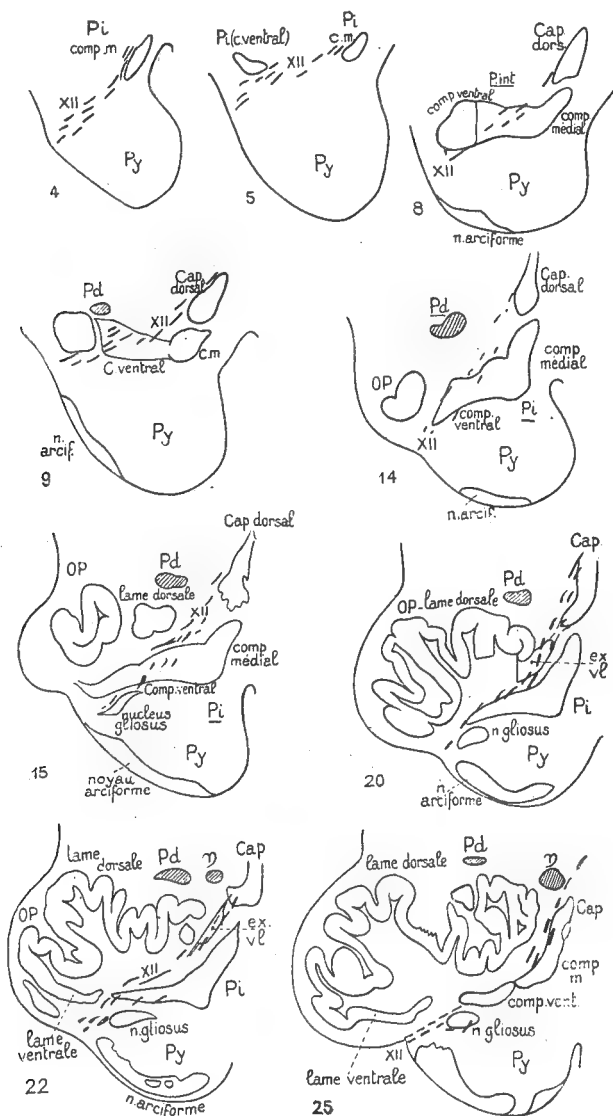 Pi
comp. m
XII
Py
4
Pi (c. ventral)
XII
Pi
c. m
Py
5
Cap.
dors.
P. int
comp ventral
comp.
médial
XII
Py
8
n. arciforme
Pd
Cap
dorsal
XII
C ventral
C.m
n.
arcif.
Py
9
Cap.
dorsal
Pd
OP
comp
médial
comp.
ventral
Pi
XII
Py
14
n. arcif.
Cap dorsal
OP
Pd
lame dorsale
XII
comp
médial
Comp. ventral
nucleus
gliosus
Pi
Py
15
noyau
arciforme
Cap
Pd
OP-lame dorsale
ex
vl
Pi
n gliosus
Py
20
n
arciforme
lame
dorsale
Pd
η
Cap
OP
ex.
vl
XII
Pi
n. gliosus
lame
ventrale
Py
22
n. arciforme
lame dorsale
Pd
η
Cap
comp
m
comp. vent.
n gliosus
XII
lame ventrale
Py
25